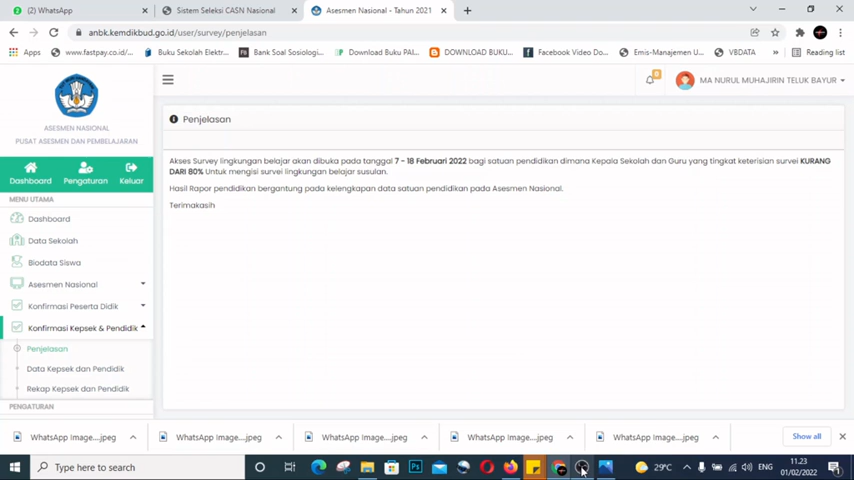 (2) WhatsApp
Sistem Seleksi CASN Nasional
Asesmen Nasional - Tahun 2021
anbk.kemdikbud.go.id/user/survey/penjelasan
Apps
www.fastpay.co.id/...
Buku Sekolah Elektr...
Bank Soal Sosiologi...
Download Buku PAI...
DOWNLOAD BUKU...
Facebook Video Do...
Emis-Manajemen U...
VBDATA
»
Reading list
ASESMEN NASIONAL
PUSAT ASESMEN DAN PEMBELAJARAN
0
MA NURUL MUHAJIRIN TELUK BAYUR
Dashboard
Pengaturan
Keluar
MENU UTAMA
Dashboard
Data Sekolah
Biodata Siswa
Asesmen Nasional
Konfirmasi Peserta Didik
Konfirmasi Kepsek & Pendidik
Penjelasan
Data Kepsek dan Pendidik
Rekap Kepsek dan Pendidik
PENGATURAN
Penjelasan
Akses Survey lingkungan belajar akan dibuka pada tanggal 7 - 18 Februari 2022 bagi satuan pendidikan dimana Kepala Sekolah dan Guru yang tingkat keterisian survei KURANG
DARI 80% Untuk mengisi survei lingkungan belajar susulan.
Hasil Rapor pendidikan bergantung pada kelengkapan data satuan pendidikan pada Asesmen Nasional.
Terimakasih
WhatsApp Image....jpeg
WhatsApp Image....jpeg
WhatsApp Image....jpeg
WhatsApp Image....jpeg
WhatsApp Image....jpeg
Show all
Type here to search
Ps
29°C
ENG
11.23
01/02/2022